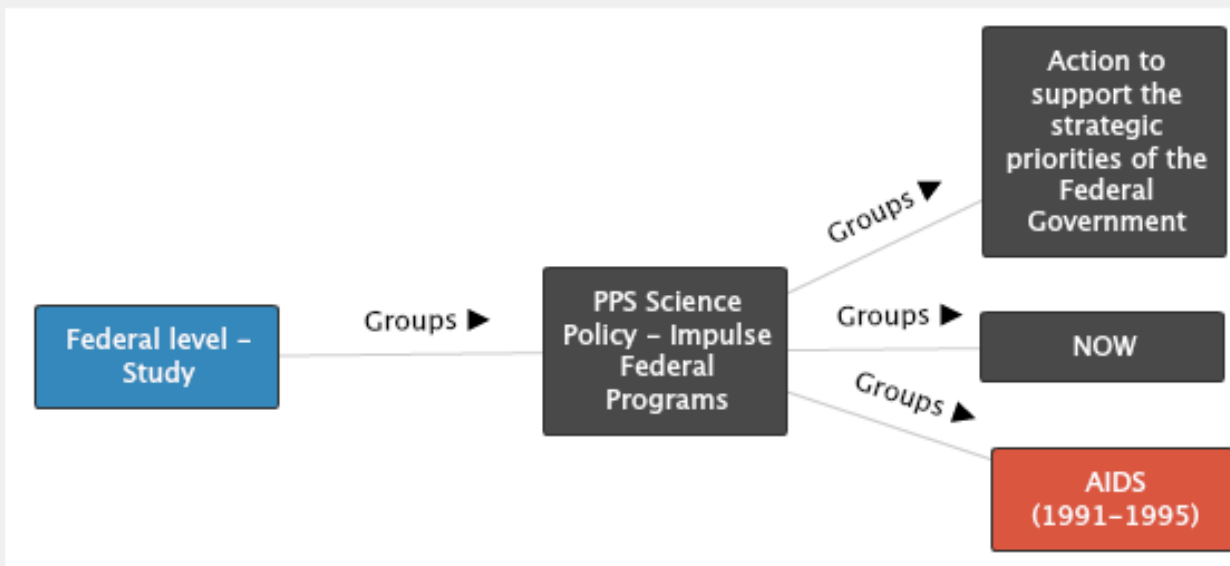 Action to
support the
strategic
priorities of the
Federal
Government
Groups ►
PPS Science
Policy – Impulse
Federal
Programs
Groups ►
Federal level –
Study
Groups ►
NOW
Groups ►
AIDS
(1991–1995)